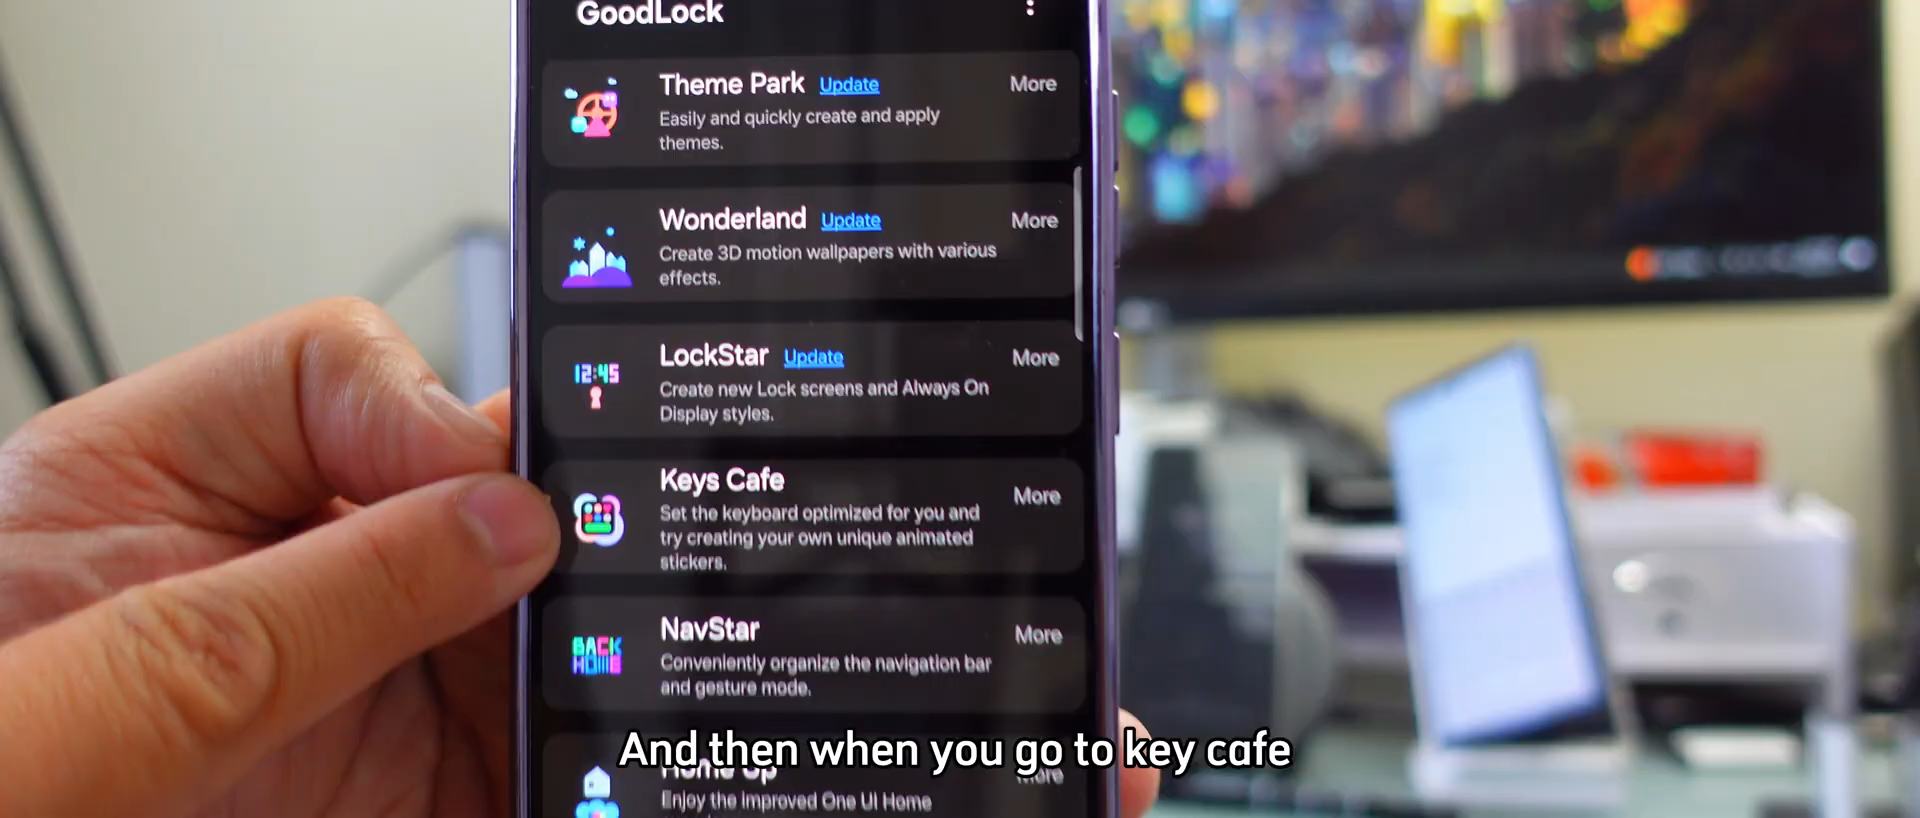 GoodLock
Theme Park Update More
Easily and quickly create and apply
themes.
Wonderland Update More
Create 3D motion wallpapers with various
effects.
12:45
LockStar Update More
Create new Lock screens and Always On
Display styles.
Keys Cafe More
Set the keyboard optimized for you and
try creating your own unique animated
stickers.
BACK
HOME
NavStar More
Conveniently organize the navigation bar
and gesture mode.
And then when you go to key cafe
Home Up More
Enjoy the improved One UI Home